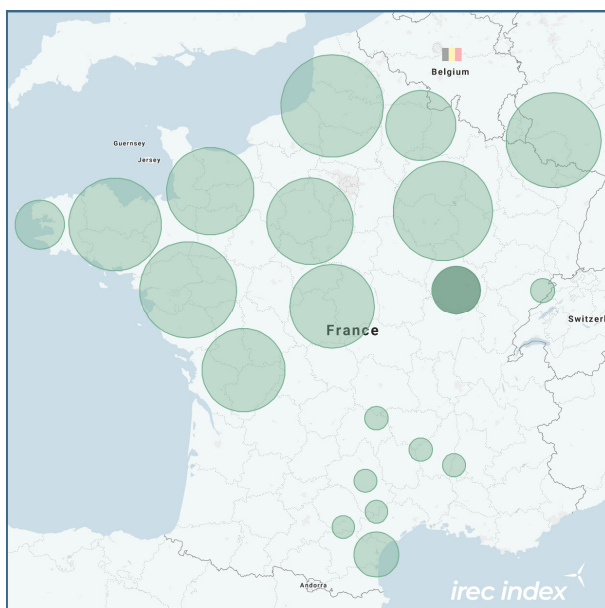 Belgium
Guernsey
Jersey
Switzerl
France
Andorra
irec index